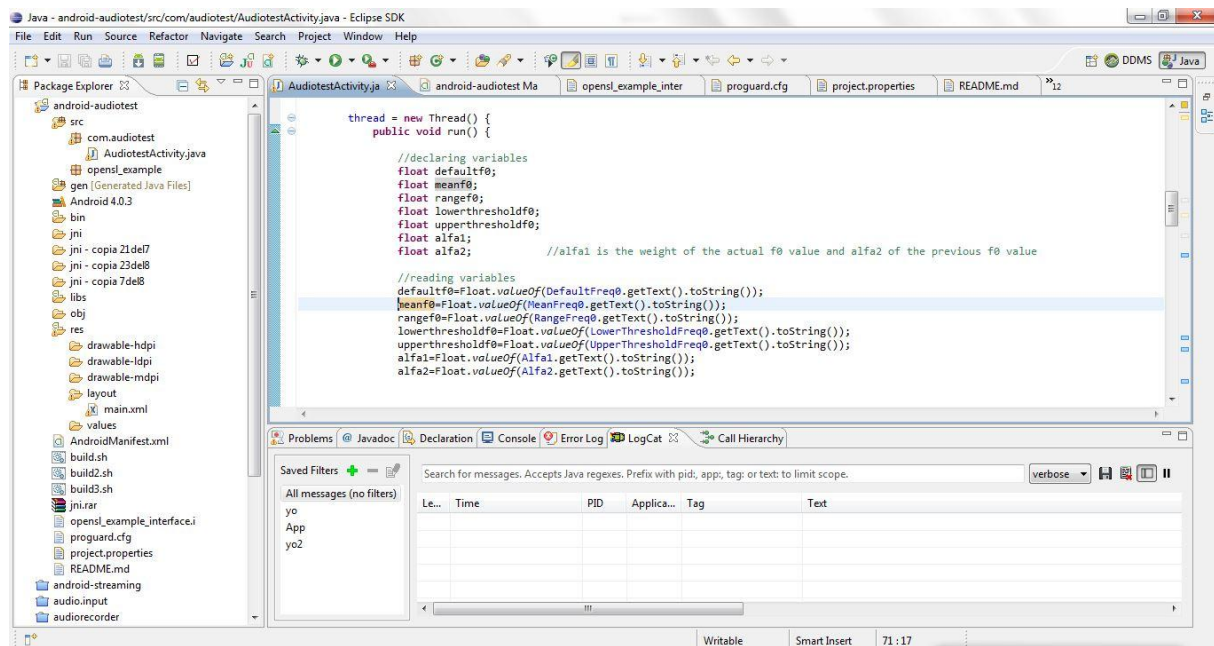 Java - android-audiotest/src/com/audiotest/AudiotestActivity.java - Eclipse SDK
File Edit Run Source Refactor Navigate Search Project Window Help
DDMS Java
Package Explorer
android-audiotest
src
com.audiotest
AudiotestActivity.java
opensl_example
gen [Generated Java Files]
Android 4.0.3
bin
jni
jni - copia 21del7
jni - copia 23del8
jni - copia 7del8
libs
obj
res
drawable-hdpi
drawable-ldpi
drawable-mdpi
layout
main.xml
values
AndroidManifest.xml
build.sh
build2.sh
build3.sh
jni.rar
opensl_example_interface.i
proguard.cfg
project.properties
README.md
android-streaming
audio.input
audiorecorder
AudiotestActivity.ja android-audiotest Ma opensl_example_inter proguard.cfg project.properties README.md »12
thread = new Thread() {
public void run() {
//declaring variables
float defaultf0;
float meanf0;
float rangef0;
float lowerthresholdf0;
float upperthresholdf0;
float alfa1;
float alfa2; //alfa1 is the weight of the actual f0 value and alfa2 of the previous f0 value
//reading variables
defaultf0=Float.valueOf(DefaultFreq0.getText().toString());
meanf0=Float.valueOf(MeanFreq0.getText().toString());
rangef0=Float.valueOf(RangeFreq0.getText().toString());
lowerthresholdf0=Float.valueOf(LowerThresholdFreq0.getText().toString());
upperthresholdf0=Float.valueOf(UpperThresholdFreq0.getText().toString());
alfa1=Float.valueOf(Alfa1.getText().toString());
alfa2=Float.valueOf(Alfa2.getText().toString());
Problems Javadoc Declaration Console Error Log LogCat Call Hierarchy
Saved Filters
All messages (no filters)
yo
App
yo2
Search for messages. Accepts Java regexes. Prefix with pid:, app:, tag: or text: to limit scope.
verbose
Le... Time PID Applica... Tag Text
Writable Smart Insert 71 : 17